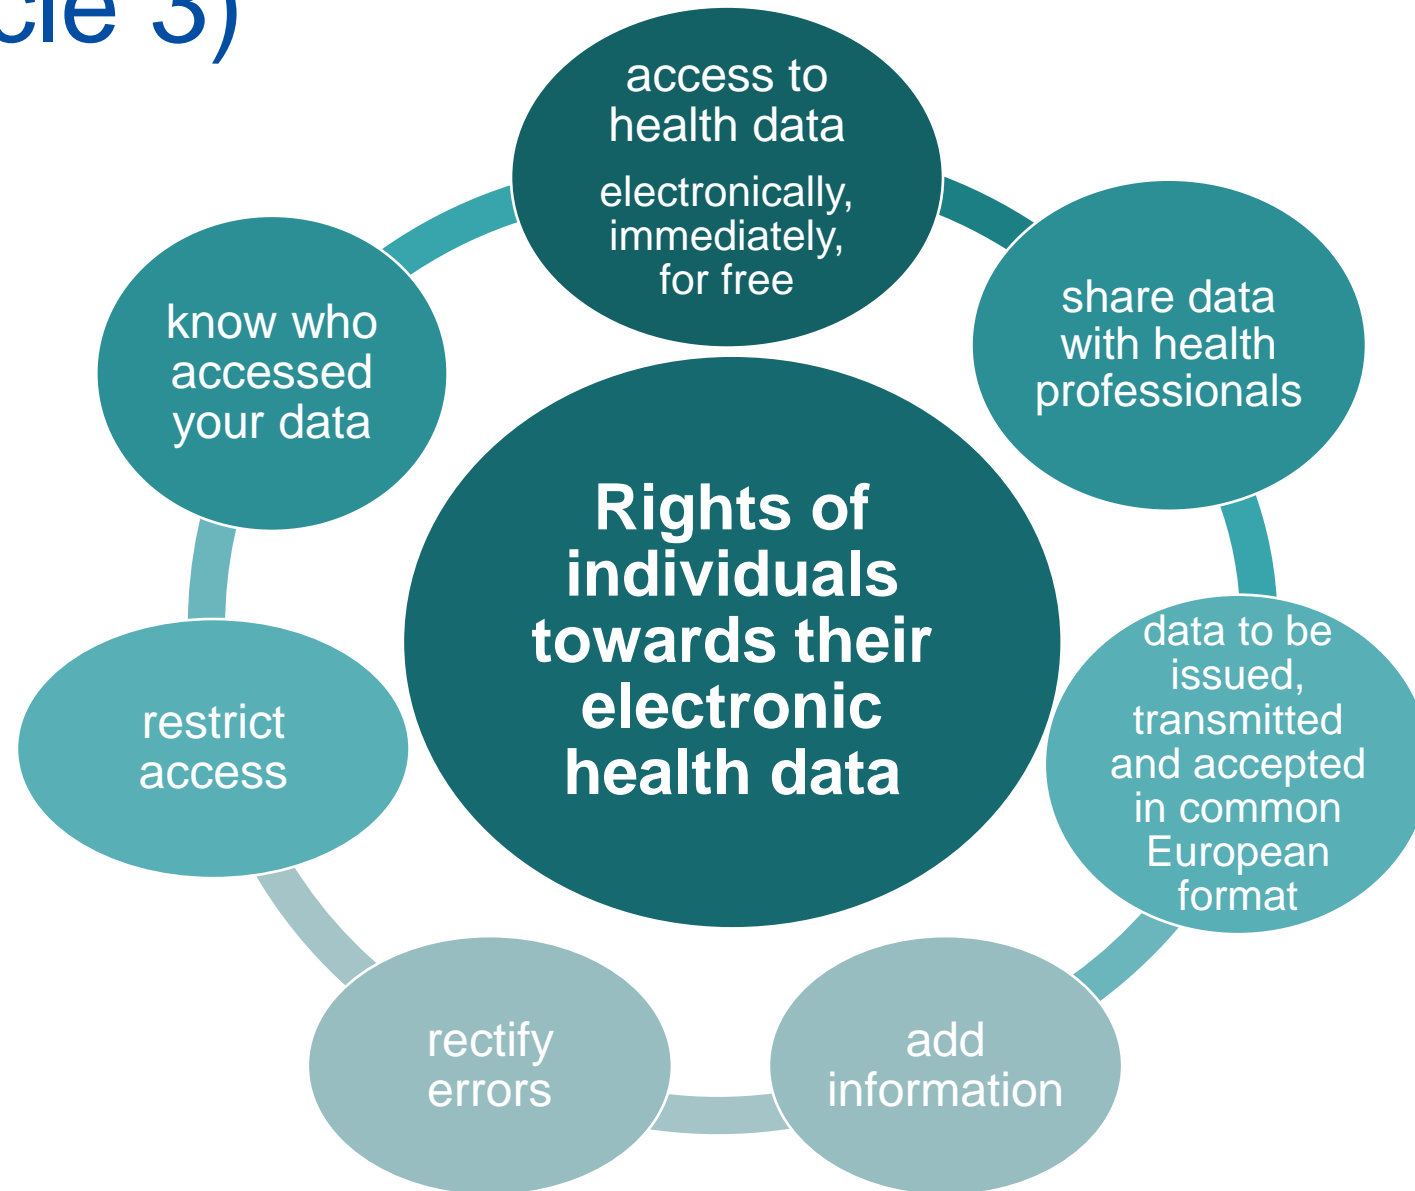 cle 3)
access to
health data
electronically,
immediately,
for free
share data
with health
professionals
data to be
issued,
transmitted
and accepted
in common
European
format
add
information
rectify
errors
restrict
access
know who
accessed
your data
Rights of
individuals
towards their
electronic
health data